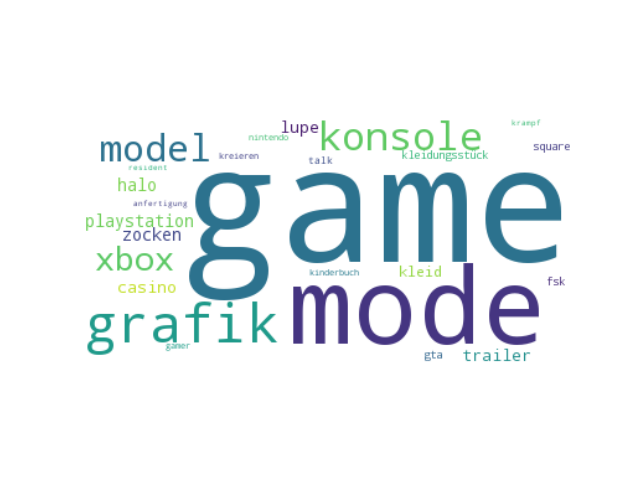 krampf
lupe
konsole
nintendo
model
square
kreieren
talk
kleidungsstück
resident
game
halo
anfertigung
playstation
zocken
xbox
kinderbuch
kleid
casino
mode
fsk
grafik
gamer
gta
trailer